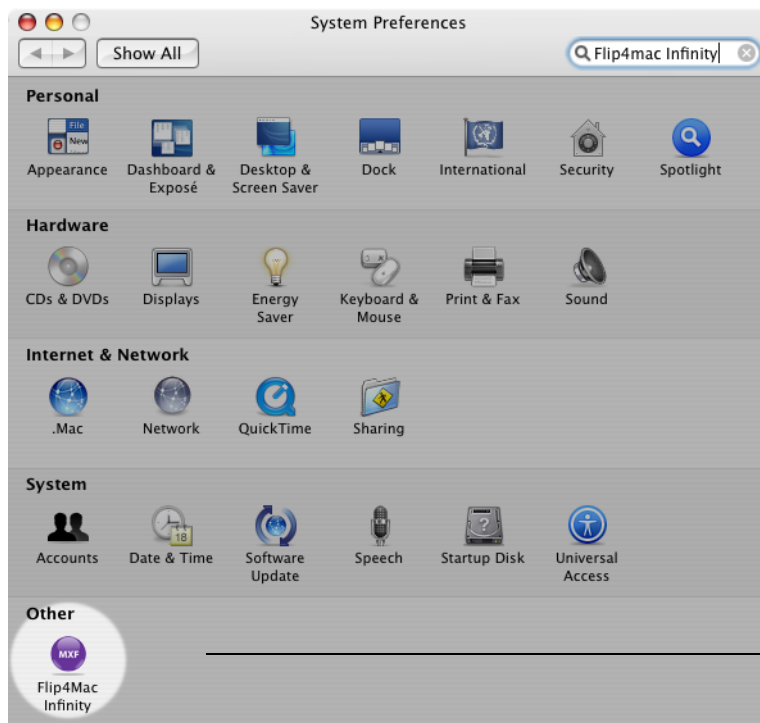 System Preferences
Show All
Flip4mac Infinity
Personal
File
New
Appearance
Dashboard &
Exposé
Desktop &
Screen Saver
Dock
International
Security
Spotlight
Hardware
CDs & DVDs
Displays
Energy
Saver
Keyboard &
Mouse
Print & Fax
Sound
Internet & Network
.Mac
Network
QuickTime
Sharing
System
18
?
Accounts
Date & Time
Software
Update
Speech
Startup Disk
Universal
Access
Other
MXF
Flip4Mac
Infinity